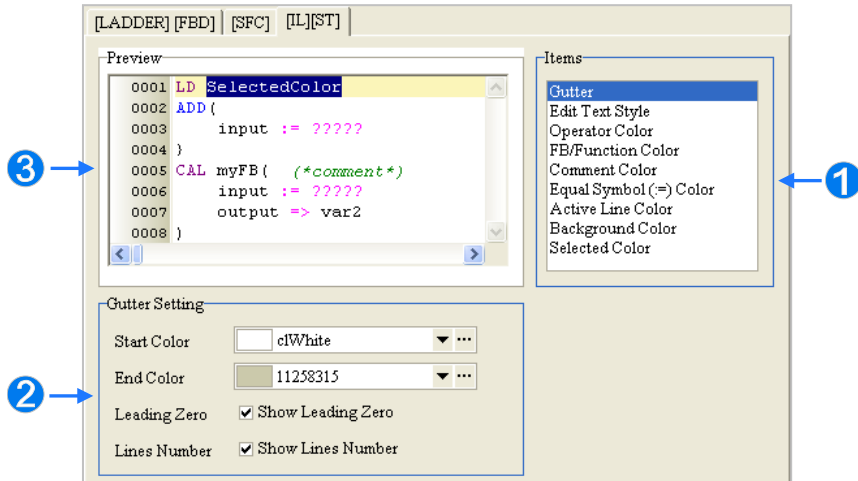 [LADDER] [FBD] [SFC] [IL][ST]
Preview
0001 LD SelectedColor
0002 ADD(
0003 input := ?????
0004 )
0005 CAL myFB( (*comment*)
0006 input := ?????
0007 output => var2
0008 )
Items
Gutter
Edit Text Style
Operator Color
FB/Function Color
Comment Color
Equal Symbol (:=) Color
Active Line Color
Background Color
Selected Color
3
1
Gutter Setting
Start Color clWhite
End Color 11258315
Leading Zero Show Leading Zero
Lines Number Show Lines Number
2